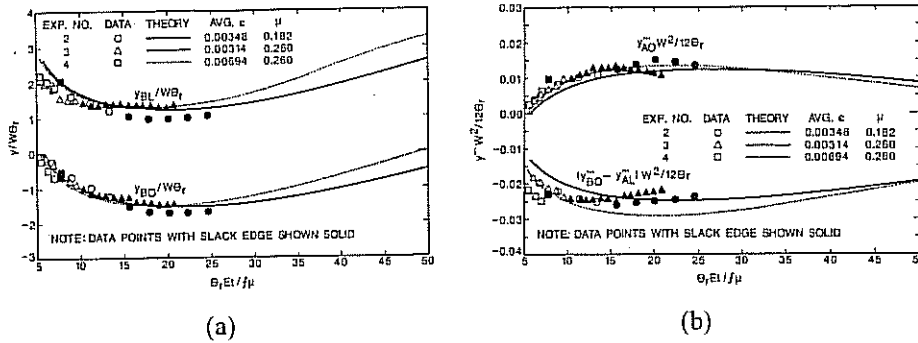 EXP. NO. DATA THEORY AVG. ε μ
2 0.00348 0.182
3 0.00314 0.260
4 0.00694 0.260
4
3
2
1
0
-1
-2
-3
y/Wθr
yBL/Wθr
yBO/Wθr
NOTE: DATA POINTS WITH SLACK EDGE SHOWN SOLID
5 10 15 20 25 30 35 40 45 50
θrEt/fμ
(a)
0.03
0.02
0.01
0.00
-0.01
-0.02
-0.03
-0.04
y'''W²/12θr
y'''AOW²/12θr
EXP. NO. DATA THEORY AVG. ε μ
2 0.00348 0.182
3 0.00314 0.260
4 0.00694 0.260
(y'''BO – y'''AL) W²/12θr
NOTE: DATA POINTS WITH SLACK EDGE SHOWN SOLID
5 10 15 20 25 30 35 40 45 50
θrEt/fμ
(b)